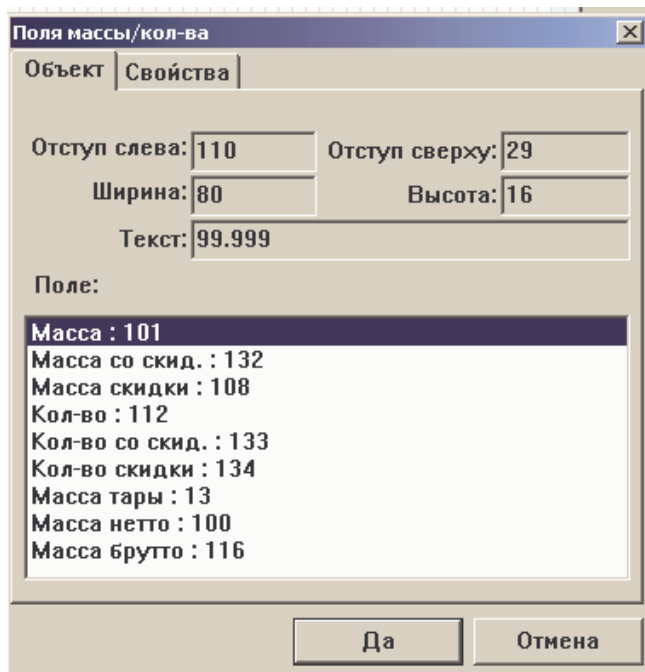 Поля массы/кол-ва
Объект Свойства
Отступ слева: 110 Отступ сверху: 29
Ширина: 80 Высота: 16
Текст: 99.999
Поле:
Масса : 101
Масса со скид. : 132
Масса скидки : 108
Кол-во : 112
Кол-во со скид. : 133
Кол-во скидки : 134
Масса тары : 13
Масса нетто : 100
Масса брутто : 116
Да Отмена